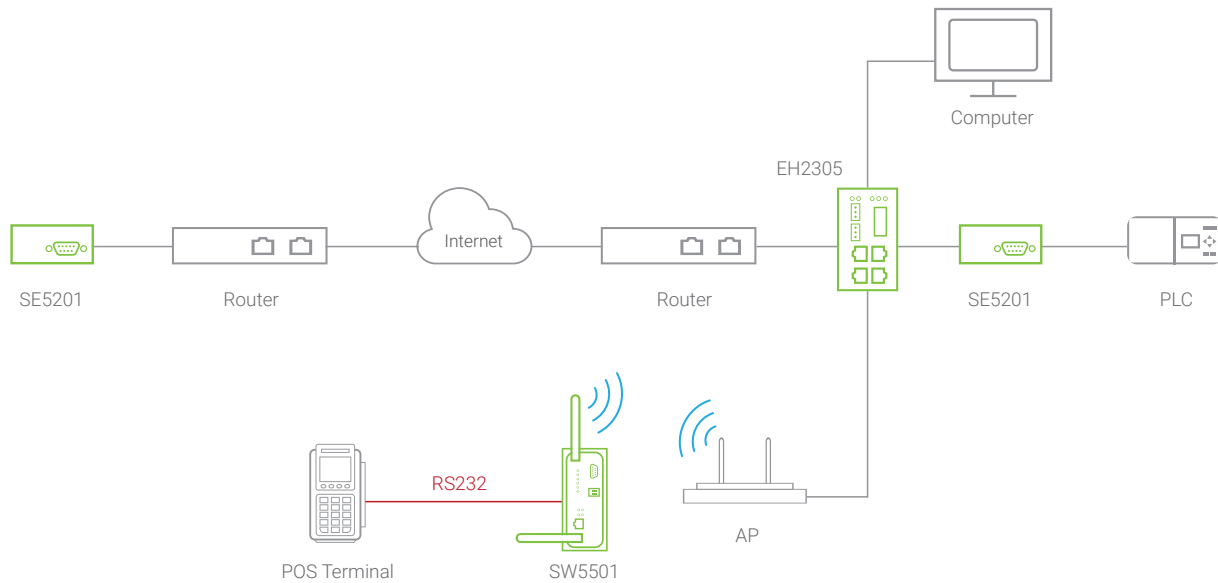 Computer
EH2305
Internet
SE5201
Router
Router
SE5201
PLC
RS232
AP
POS Terminal
SW5501